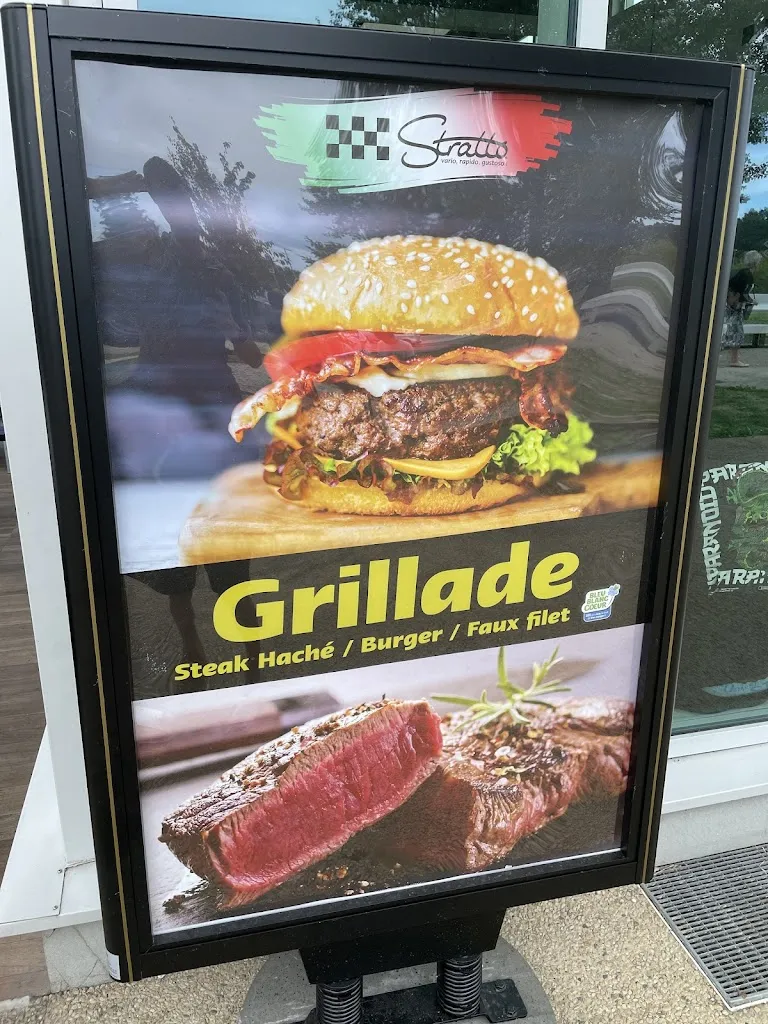 Stratto
vario, rapido, gustoso
Grillade
BLEU
BLANC
CŒUR
Steak Haché / Burger / Faux filet